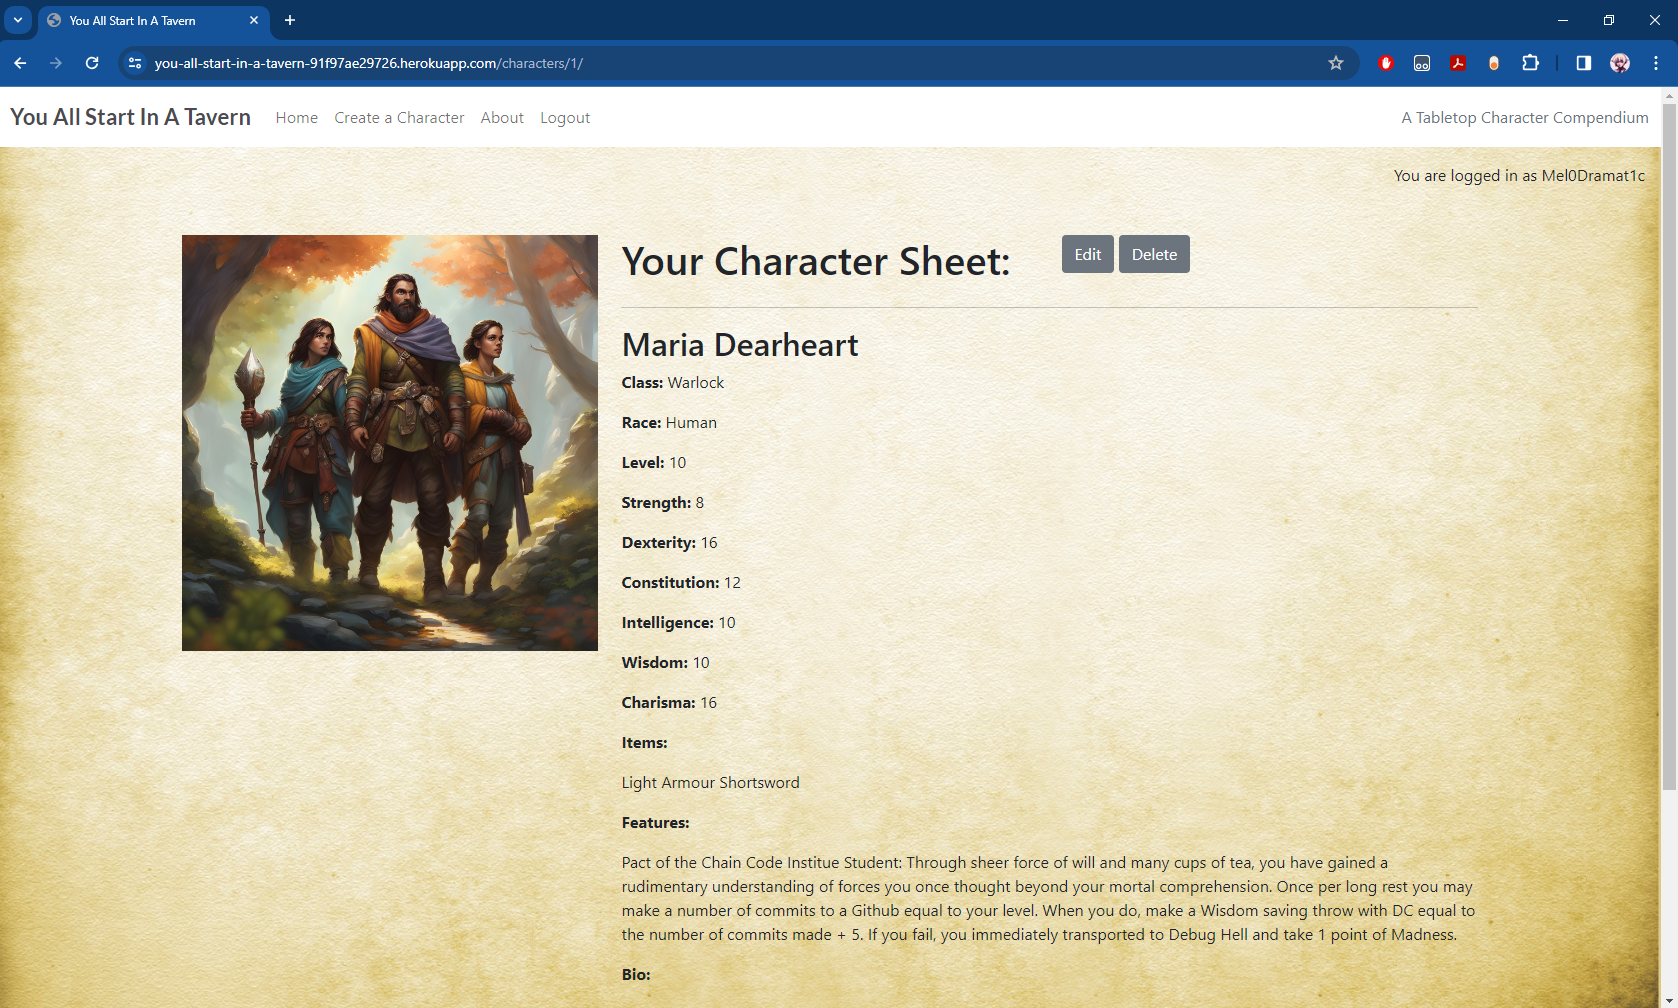 You All Start In A Tavern
you-all-start-in-a-tavern-91f97ae29726.herokuapp.com/characters/1/
You All Start In A Tavern Home Create a Character About Logout A Tabletop Character Compendium
You are logged in as Mel0Dramat1c
Your Character Sheet: Edit Delete
Maria Dearheart
Class: Warlock
Race: Human
Level: 10
Strength: 8
Dexterity: 16
Constitution: 12
Intelligence: 10
Wisdom: 10
Charisma: 16
Items:
Light Armour Shortsword
Features:
Pact of the Chain Code Institue Student: Through sheer force of will and many cups of tea, you have gained a
rudimentary understanding of forces you once thought beyond your mortal comprehension. Once per long rest you may
make a number of commits to a Github equal to your level. When you do, make a Wisdom saving throw with DC equal to
the number of commits made + 5. If you fail, you immediately transported to Debug Hell and take 1 point of Madness.
Bio: